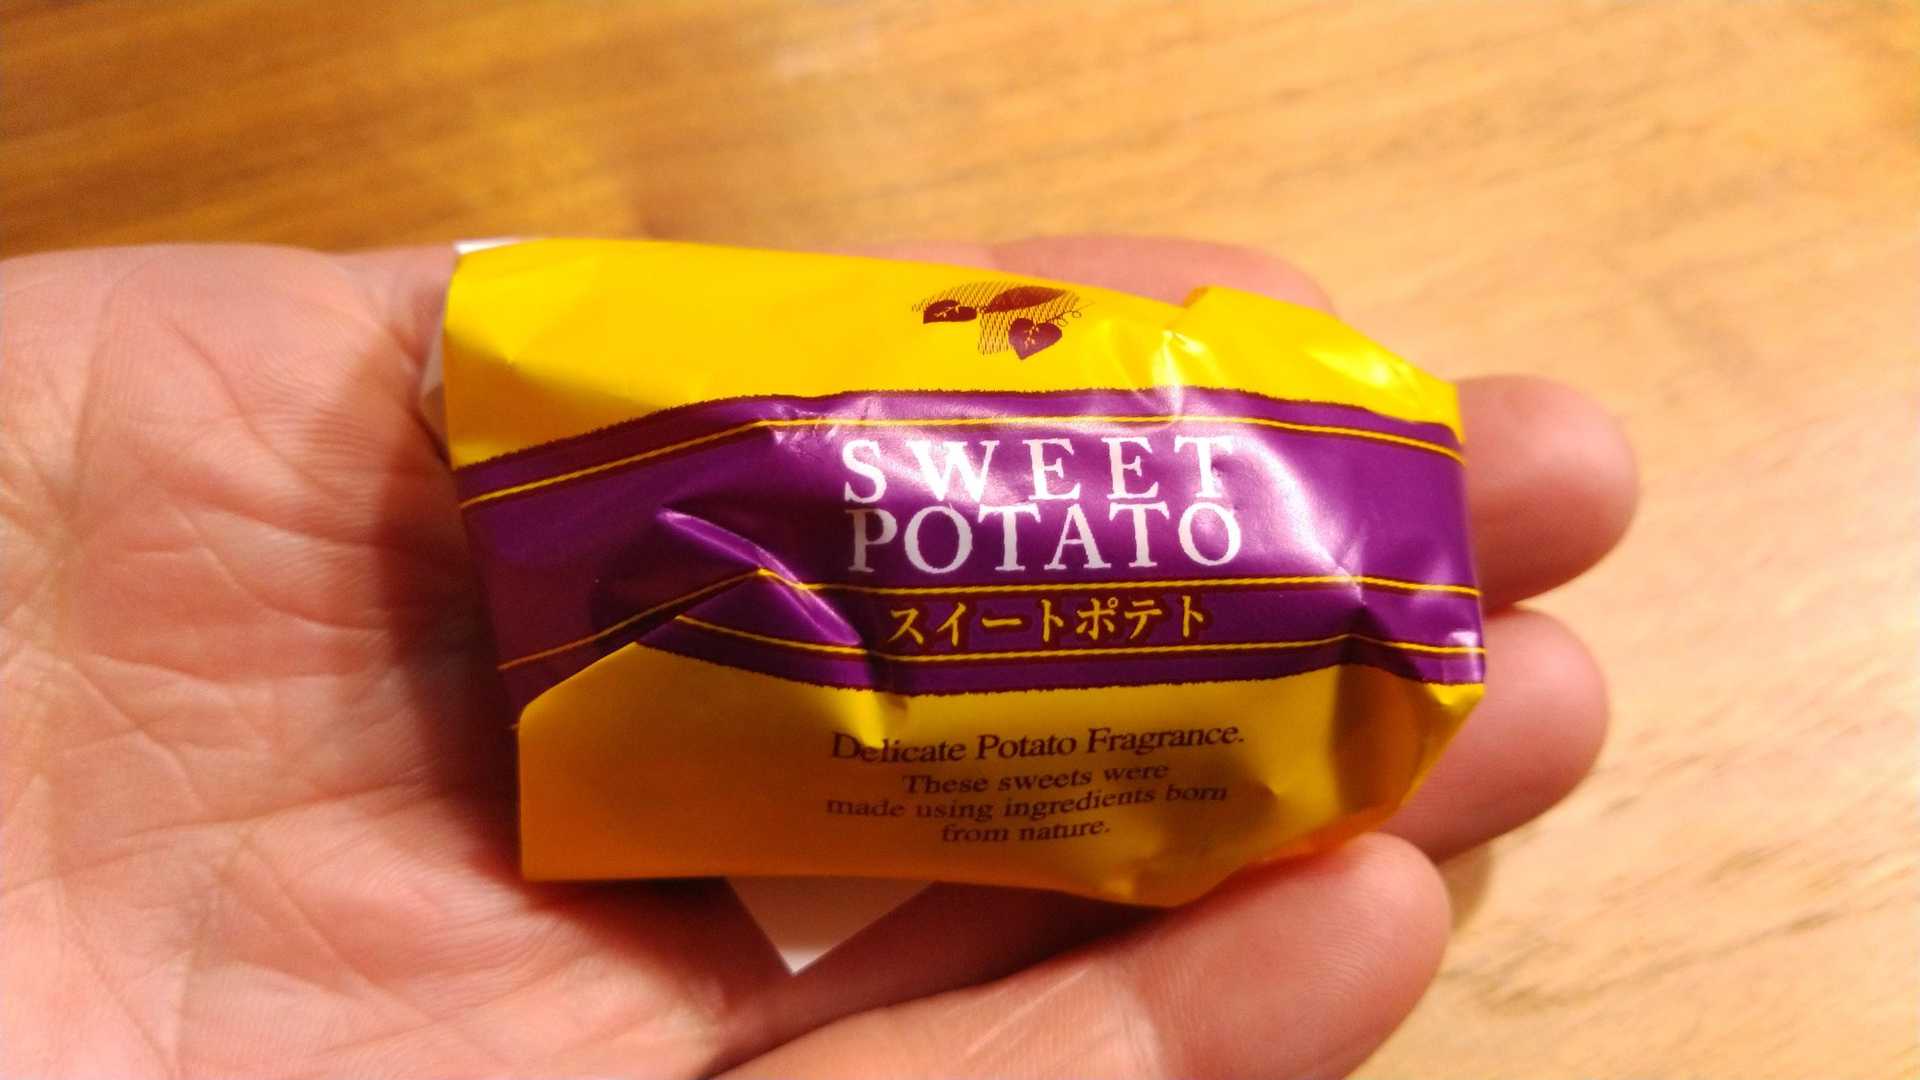 SWEET
POTATO
スイートポテト
Delicate Potato Fragrance.
These sweets were
made using ingredients born
from nature.